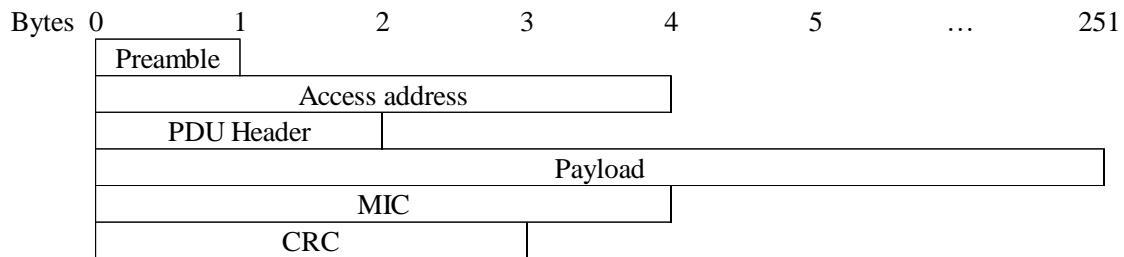 Bytes 0 1 2 3 4 5 … 251
Preamble
Access address
PDU Header
Payload
MIC
CRC